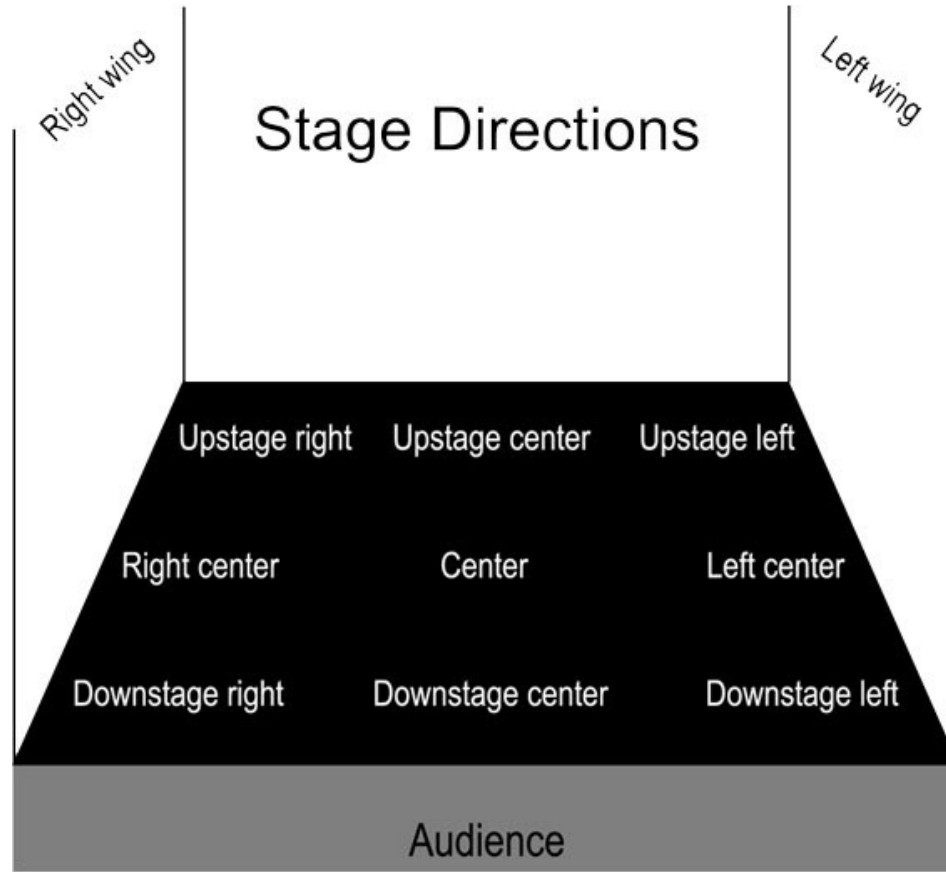 Right wing
Left wing
Stage Directions
Upstage right Upstage center Upstage left
Right center Center Left center
Downstage right Downstage center Downstage left
Audience